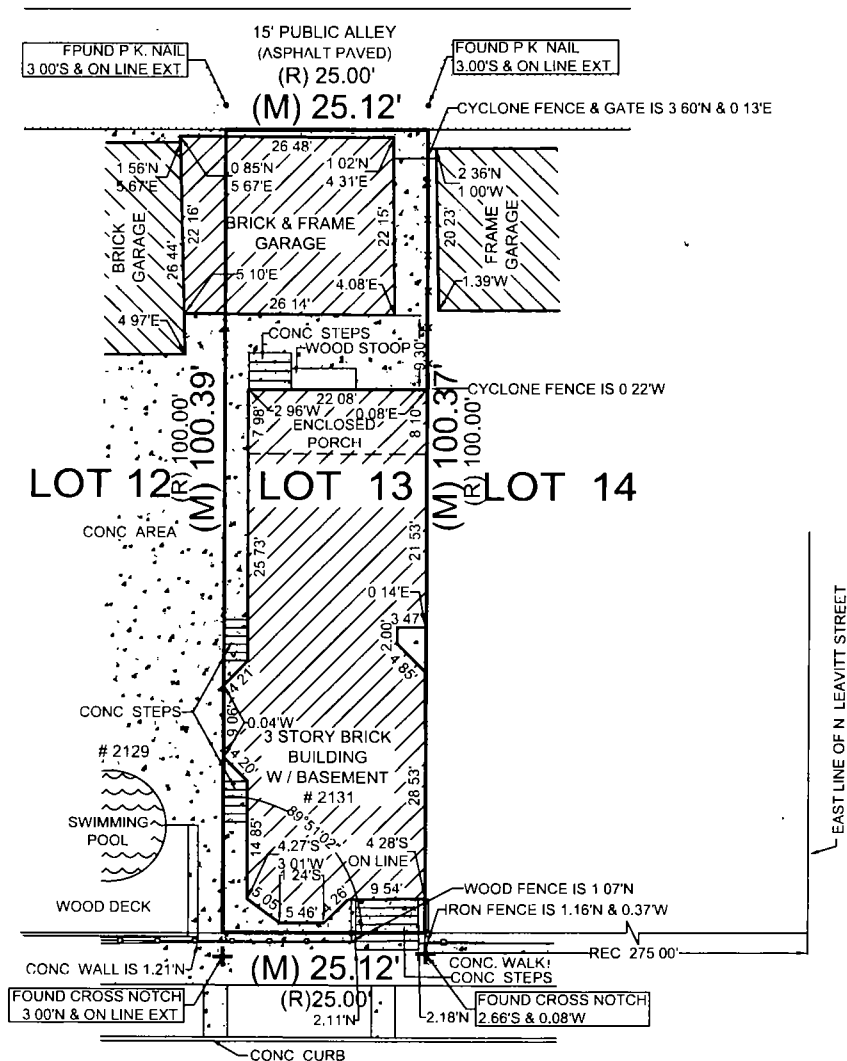 15' PUBLIC ALLEY
(ASPHALT PAVED)
(R) 25.00'
(M) 25.12'
FPUND P K. NAIL
3.00'S & ON LINE EXT
FOUND P K NAIL
3.00'S & ON LINE EXT
CYCLONE FENCE & GATE IS 3 60'N & 0 13'E
26 48'
1 56'N
5 67'E
0 85'N
5 67'E
1 02'N
4 31'E
2 36'N
1 00'W
BRICK
GARAGE
26 44'
22 16'
BRICK & FRAME
GARAGE
22 15'
20 23'
FRAME
GARAGE
5 10'E
4.08'E
1.39'W
26 14'
4 97'E
CONC STEPS
WOOD STOOP
9 30'
CYCLONE FENCE IS 0 22'W
22 08'
2 96'W
0.08'E
7 98'
ENCLOSED
PORCH
8 10'
(M) 100.39'
(R) 100.00'
(M) 100.37'
(R) 100.00'
LOT 12
LOT 13
LOT 14
CONC AREA
25 73'
21 53'
0 14'E
3 47'
2.00'
4 85'
4 21'
CONC STEPS
9 06'
0.04'W
4 20'
3 STORY BRICK
BUILDING
W / BASEMENT
# 2131
# 2129
28 53'
EAST LINE OF N LEAVITT STREET
SWIMMING
POOL
89°51'02"
14 85'
4.27'S
3.01'W
1 24'S
4 28'S
ON LINE
5 05'
5 46'
4 26'
9 54'
WOOD DECK
WOOD FENCE IS 1 07'N
IRON FENCE IS 1.16'N & 0.37'W
REC 275 00'
CONC WALL IS 1.21'N
(M) 25.12'
(R)25.00'
CONC. WALK
CONC STEPS
FOUND CROSS NOTCH
3 00'N & ON LINE EXT
2.11'N
2.18'N
FOUND CROSS NOTCH
2.66'S & 0.08'W
CONC CURB